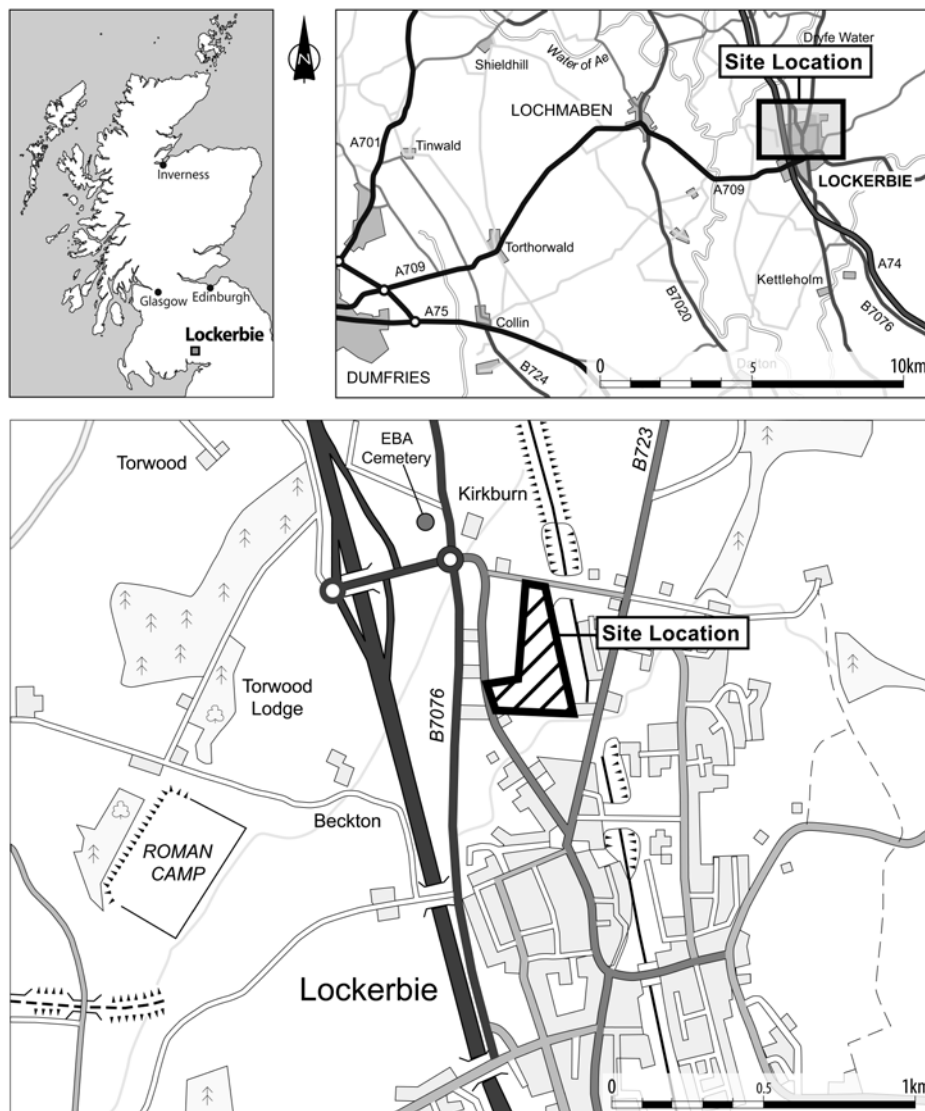 Inverness
Glasgow
Edinburgh
Lockerbie
N
Dryfe Water
Site Location
Shieldhill
Water of Ae
LOCHMABEN
A701
Tinwald
A709
LOCKERBIE
Torthorwald
A709
A74
Kettleholm
A75
Collin
B7020
B7076
B724
Dalton
DUMFRIES
0
5
10km
EBA
Cemetery
B723
Torwood
Kirkburn
Site Location
Torwood
Lodge
B7076
Beckton
ROMAN
CAMP
Lockerbie
0
0.5
1km